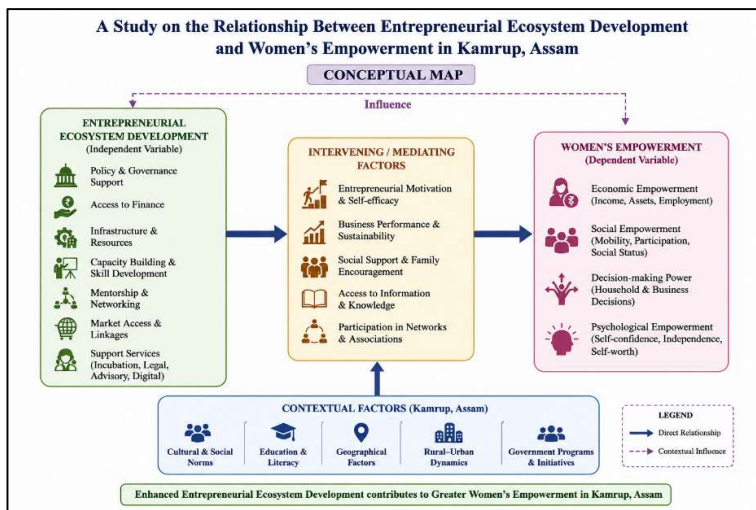 A Study on the Relationship Between Entrepreneurial Ecosystem Development
and Women's Empowerment in Kamrup, Assam
CONCEPTUAL MAP
Influence
ENTREPRENEURIAL
ECOSYSTEM DEVELOPMENT
(Independent Variable)
Policy & Governance
Support
Access to Finance
Infrastructure &
Resources
Capacity Building &
Skill Development
Mentorship &
Networking
Market Access &
Linkages
Support Services
(Incubation, Legal,
Advisory, Digital)
INTERVENING / MEDIATING
FACTORS
Entrepreneurial Motivation
& Self-efficacy
Business Performance &
Sustainability
Social Support & Family
Encouragement
Access to Information
& Knowledge
Participation in Networks
& Associations
WOMEN'S EMPOWERMENT
(Dependent Variable)
Economic Empowerment
(Income, Assets, Employment)
Social Empowerment
(Mobility, Participation,
Social Status)
Decision-making Power
(Household & Business
Decisions)
Psychological Empowerment
(Self-confidence, Independence,
Self-worth)
CONTEXTUAL FACTORS (Kamrup, Assam)
Cultural & Social
Norms
Education &
Literacy
Geographical
Factors
Rural–Urban
Dynamics
Government Programs
& Initiatives
LEGEND
Direct Relationship
Contextual Influence
Enhanced Entrepreneurial Ecosystem Development contributes to Greater Women's Empowerment in Kamrup, Assam